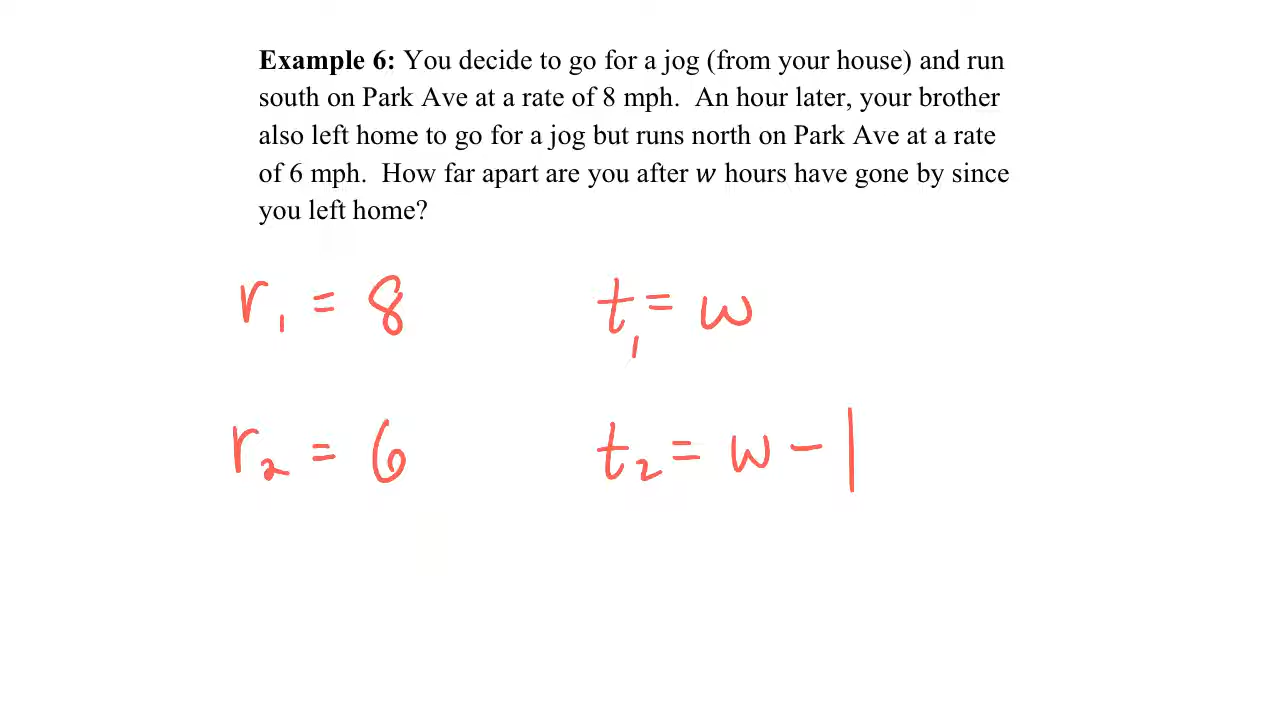 Example 6: You decide to go for a jog (from your house) and run
south on Park Ave at a rate of 8 mph. An hour later, your brother
also left home to go for a jog but runs north on Park Ave at a rate
of 6 mph. How far apart are you after w hours have gone by since
you left home?
r₁ = 8 t₁ = w
r₂ = 6 t₂ = w - 1